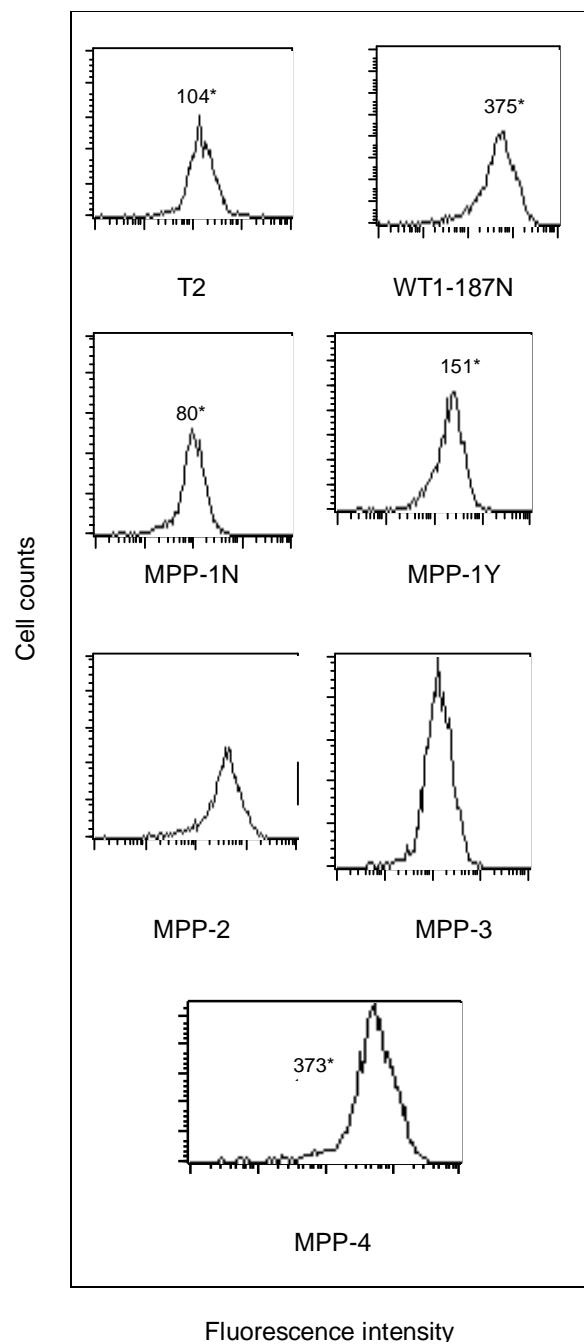 104*
375*
T2
WT1-187N
80*
151*
MPP-1N
MPP-1Y
MPP-2
MPP-3
373*
MPP-4
Cell counts
Fluorescence intensity